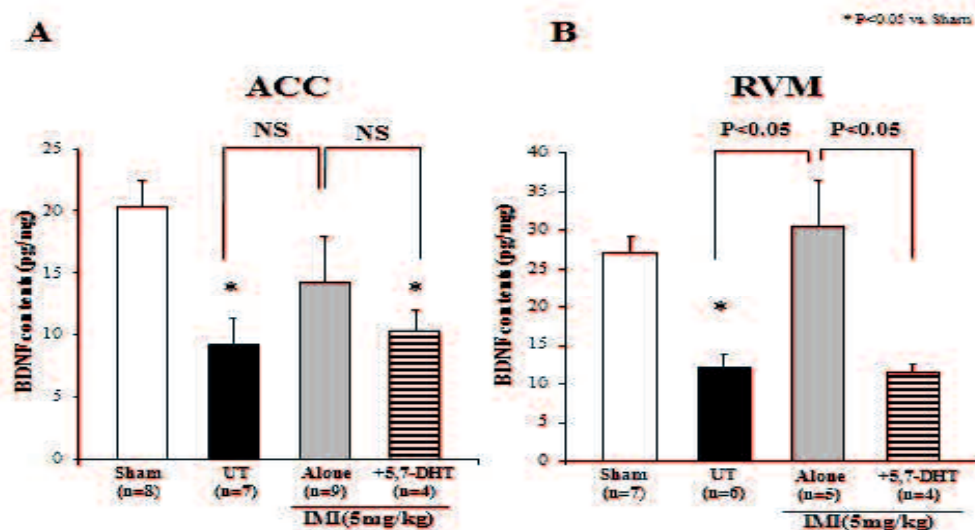 * P<0.05 vs. Sham
A
ACC
NS NS
25
20
15
10
5
0
BDNF contents (pg/mg)
*
*
Sham UT Alone +5,7-DHT
(n=8) (n=7) (n=9) (n=4)
IMI(5mg/kg)
B
RVM
P<0.05 P<0.05
40
35
30
25
20
15
10
5
0
BDNF contents (pg/mg)
*
Sham UT Alone +5,7-DHT
(n=7) (n=6) (n=5) (n=4)
IMI(5mg/kg)